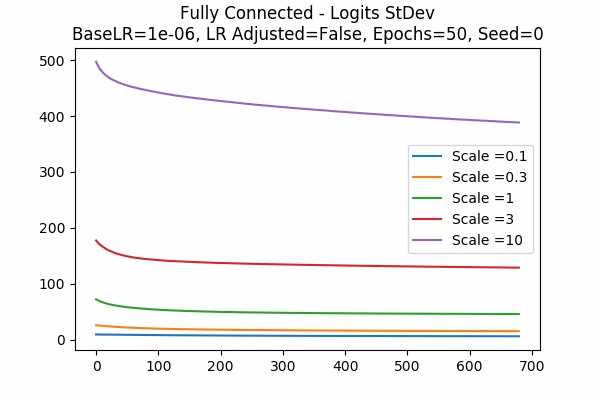 Fully Connected - Logits StDev
BaseLR=1e-06, LR Adjusted=False, Epochs=50, Seed=0
500
400
300
200
100
0
Scale =0.1
Scale =0.3
Scale =1
Scale =3
Scale =10
0 100 200 300 400 500 600 700